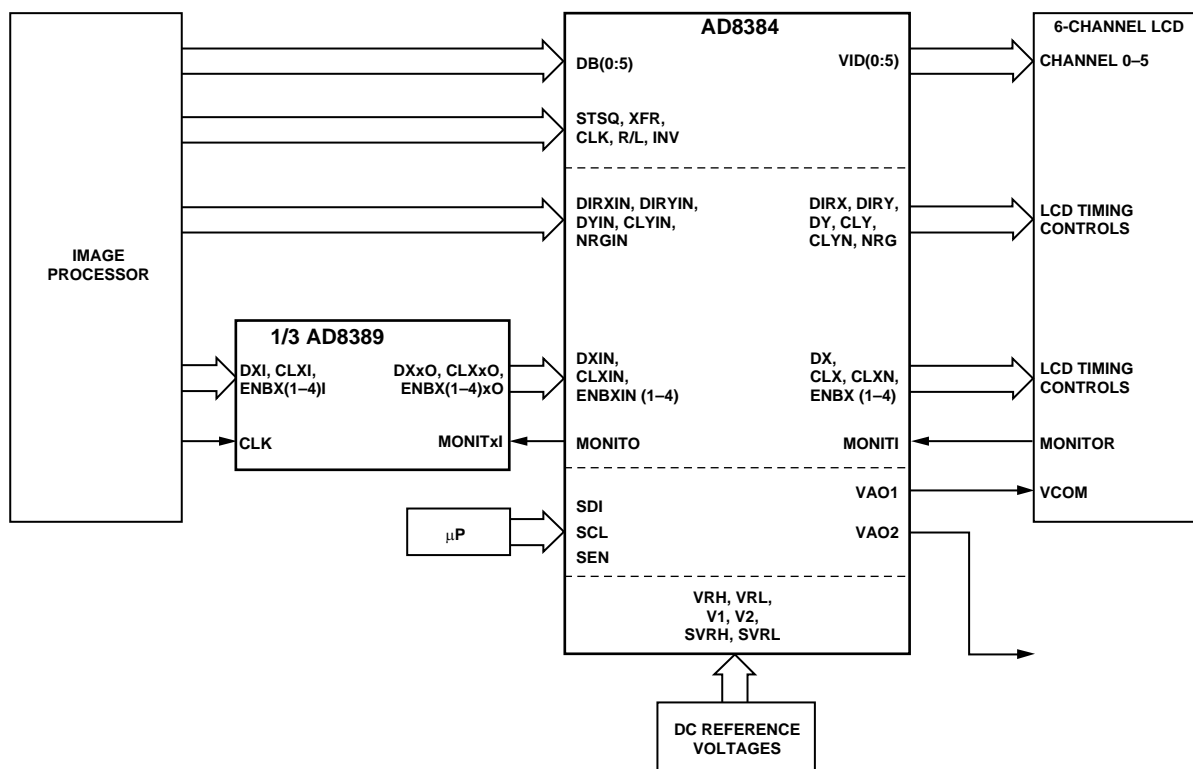 AD8384
6-CHANNEL LCD
DB(0:5)
VID(0:5)
CHANNEL 0–5
STSQ, XFR,
CLK, R/L, INV
DIRXIN, DIRYIN,
DYIN, CLYIN,
NRGIN
DIRX, DIRY,
DY, CLY,
CLYN, NRG
LCD TIMING
CONTROLS
IMAGE
PROCESSOR
1/3 AD8389
DXI, CLXI,
ENBX(1–4)I
DXxO, CLXxO,
ENBX(1–4)xO
DXIN,
CLXIN,
ENBXIN (1–4)
DX,
CLX, CLXN,
ENBX (1–4)
LCD TIMING
CONTROLS
CLK
MONITxI
MONITO
MONITI
MONITOR
VAO1
VCOM
μP
SDI
SCL
SEN
VAO2
VRH, VRL,
V1, V2,
SVRH, SVRL
DC REFERENCE
VOLTAGES